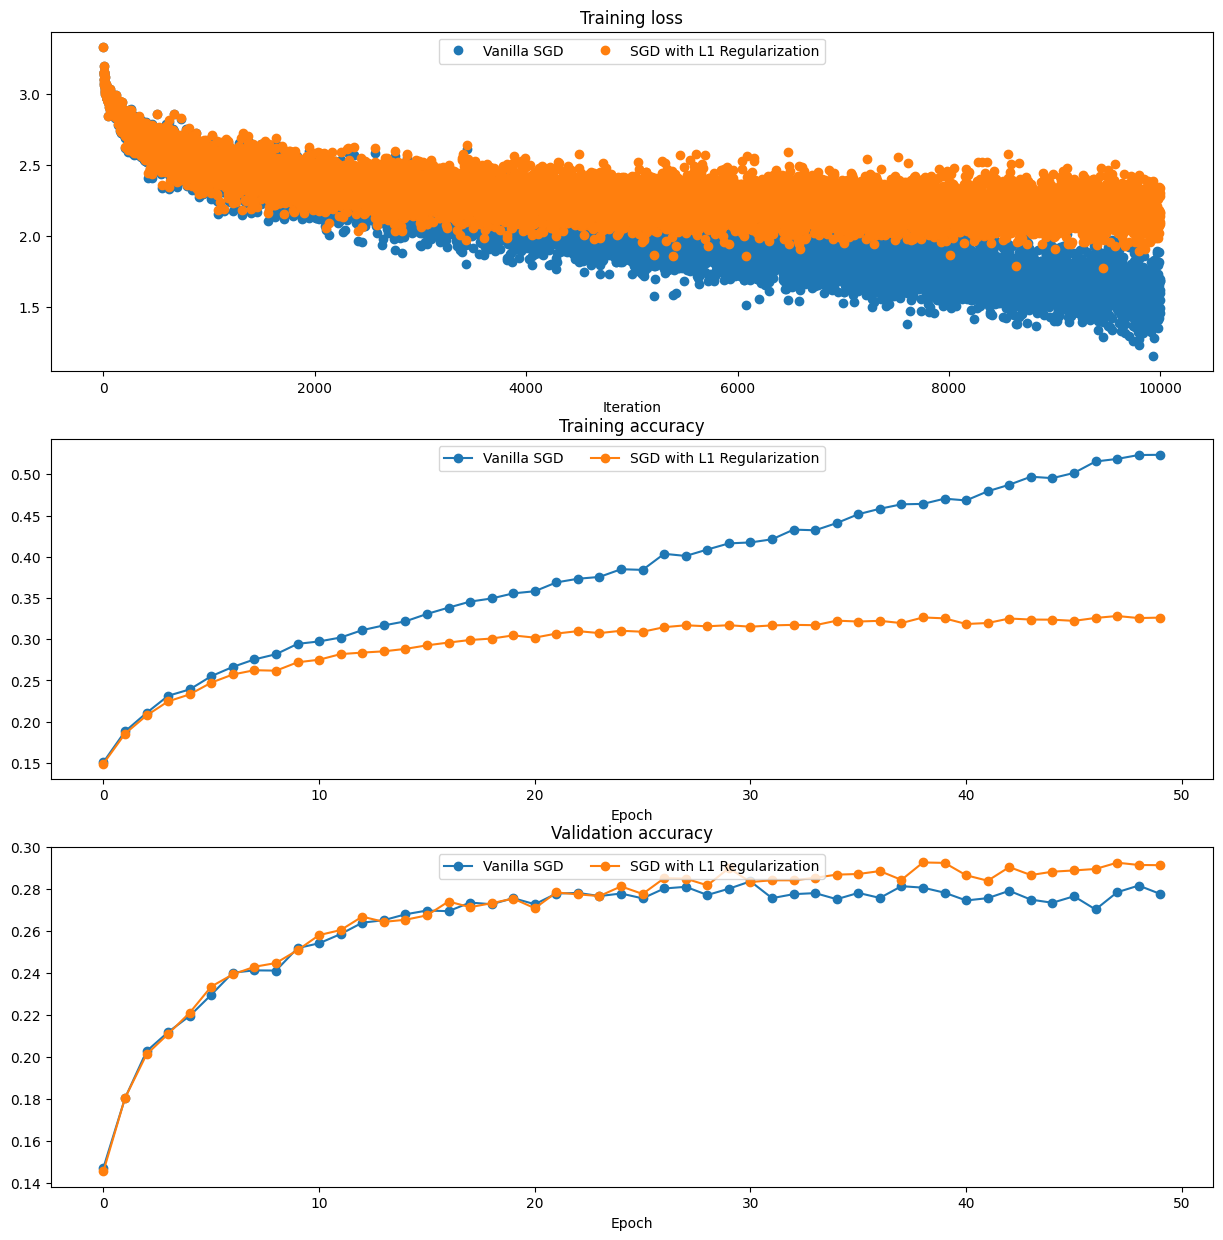 Training loss
Vanilla SGD SGD with L1 Regularization
3.0
2.5
2.0
1.5
0 2000 4000 6000 8000 10000
Iteration
Training accuracy
Vanilla SGD SGD with L1 Regularization
0.50
0.45
0.40
0.35
0.30
0.25
0.20
0.15
0 10 20 30 40 50
Epoch
Validation accuracy
Vanilla SGD SGD with L1 Regularization
0.30
0.28
0.26
0.24
0.22
0.20
0.18
0.16
0.14
0 10 20 30 40 50
Epoch